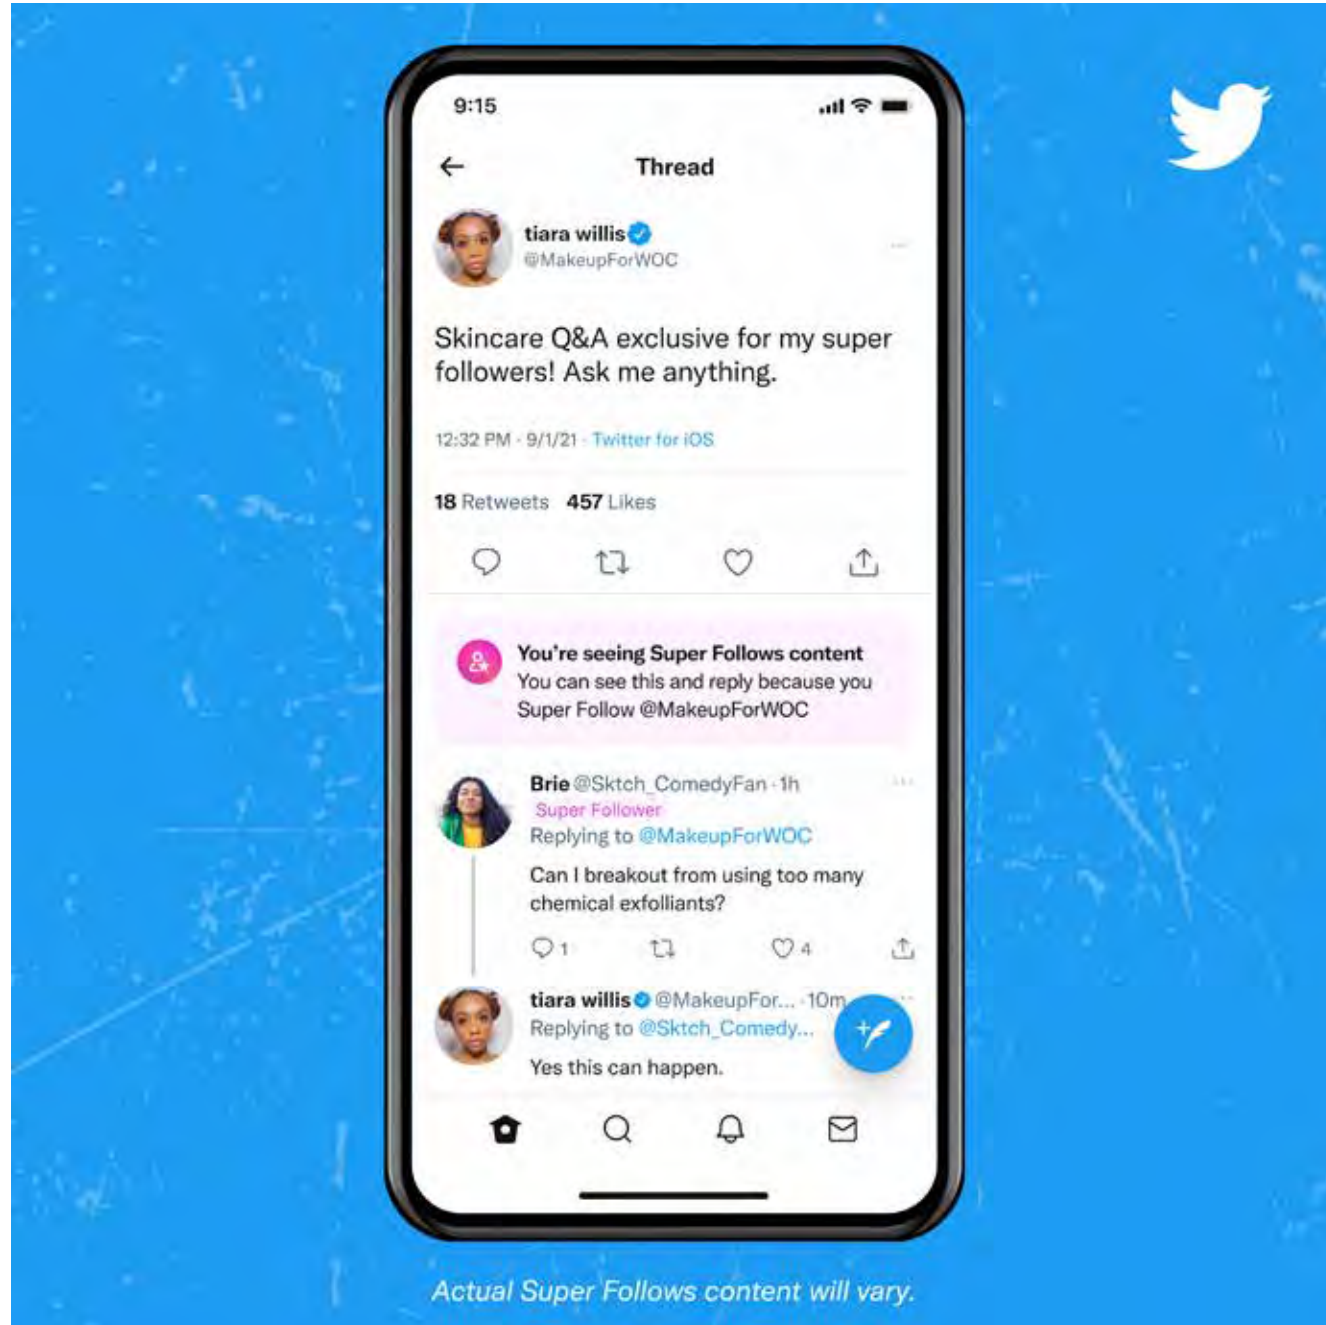 9:15
Thread
tiara willis
@MakeupForWOC
Skincare Q&A exclusive for my super
followers! Ask me anything.
12:32 PM · 9/1/21 · Twitter for iOS
18 Retweets 457 Likes
You're seeing Super Follows content
You can see this and reply because you
Super Follow @MakeupForWOC
Brie @Sktch_ComedyFan · 1h
Super Follower
Replying to @MakeupForWOC
Can I breakout from using too many
chemical exfolliants?
1 4
tiara willis @MakeupFor... · 10m
Replying to @Sktch_Comedy...
Yes this can happen.
Actual Super Follows content will vary.